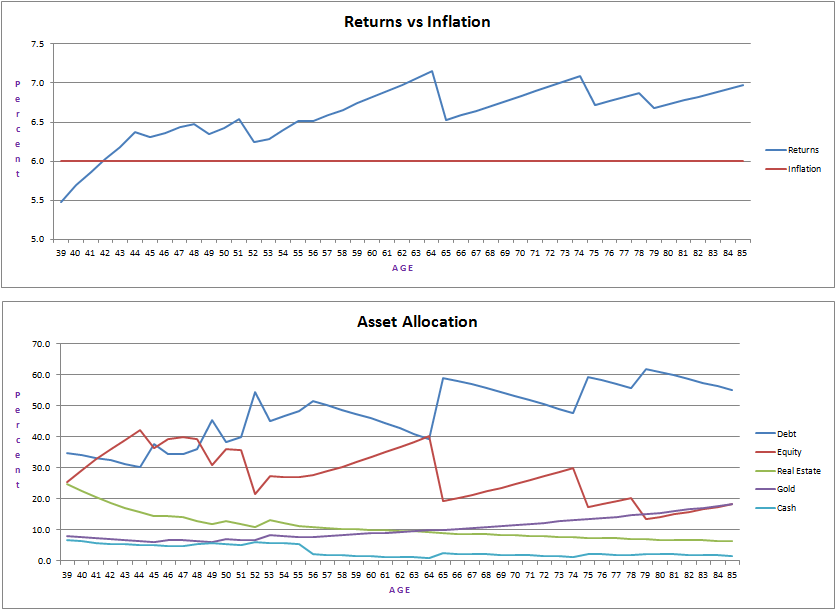 Returns vs Inflation
7.5
7.0
6.5
6.0
5.5
5.0
Percent
39 40 41 42 43 44 45 46 47 48 49 50 51 52 53 54 55 56 57 58 59 60 61 62 63 64 65 66 67 68 69 70 71 72 73 74 75 76 77 78 79 80 81 82 83 84 85
AGE
Returns
Inflation
Asset Allocation
70.0
60.0
50.0
40.0
30.0
20.0
10.0
0.0
Percent
39 40 41 42 43 44 45 46 47 48 49 50 51 52 53 54 55 56 57 58 59 60 61 62 63 64 65 66 67 68 69 70 71 72 73 74 75 76 77 78 79 80 81 82 83 84 85
AGE
Debt
Equity
Real Estate
Gold
Cash